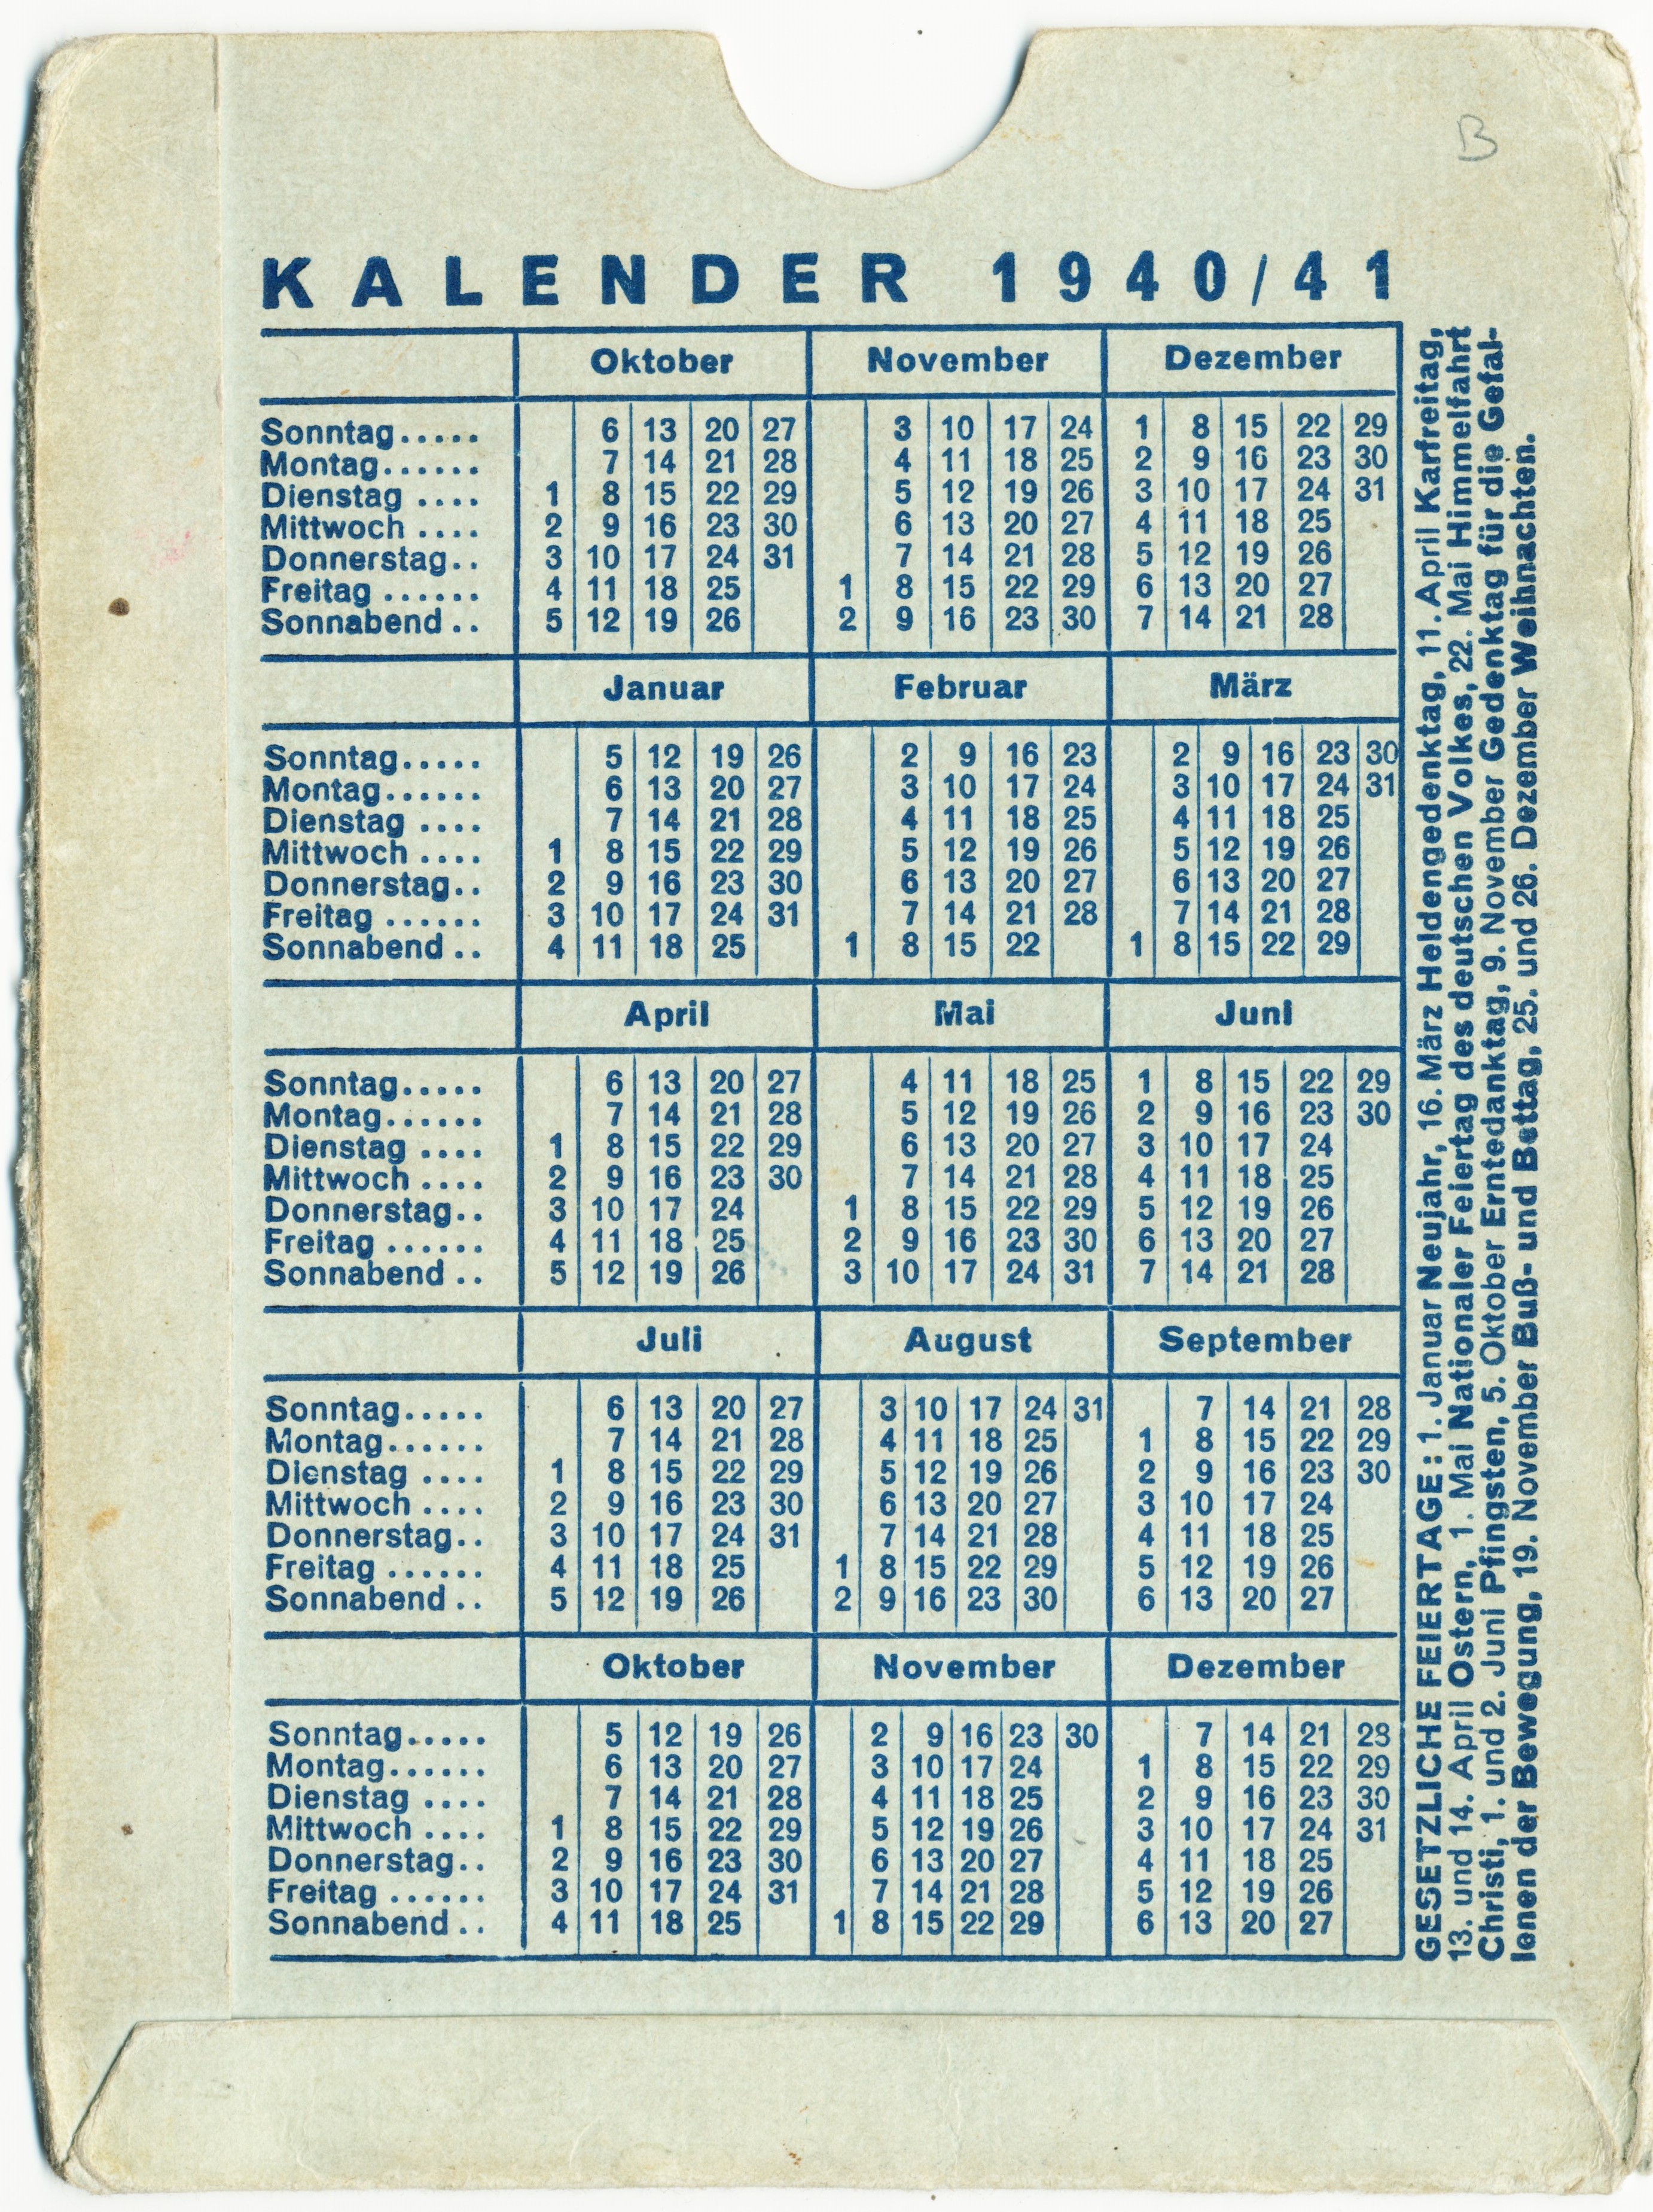 B
KALENDER 1940/41
Oktober November Dezember
Sonntag..... 6 13 20 27 3 10 17 24 1 8 15 22 29
Montag...... 7 14 21 28 4 11 18 25 2 9 16 23 30
Dienstag .... 1 8 15 22 29 5 12 19 26 3 10 17 24 31
Mittwoch .... 2 9 16 23 30 6 13 20 27 4 11 18 25
Donnerstag.. 3 10 17 24 31 7 14 21 28 5 12 19 26
Freitag ...... 4 11 18 25 1 8 15 22 29 6 13 20 27
Sonnabend .. 5 12 19 26 2 9 16 23 30 7 14 21 28
Januar Februar März
Sonntag..... 5 12 19 26 2 9 16 23 2 9 16 23 30
Montag...... 6 13 20 27 3 10 17 24 3 10 17 24 31
Dienstag .... 7 14 21 28 4 11 18 25 4 11 18 25
Mittwoch .... 1 8 15 22 29 5 12 19 26 5 12 19 26
Donnerstag.. 2 9 16 23 30 6 13 20 27 6 13 20 27
Freitag ...... 3 10 17 24 31 7 14 21 28 7 14 21 28
Sonnabend .. 4 11 18 25 1 8 15 22 1 8 15 22 29
April Mai Juni
Sonntag..... 6 13 20 27 4 11 18 25 1 8 15 22 29
Montag...... 7 14 21 28 5 12 19 26 2 9 16 23 30
Dienstag .... 1 8 15 22 29 6 13 20 27 3 10 17 24
Mittwoch .... 2 9 16 23 30 7 14 21 28 4 11 18 25
Donnerstag.. 3 10 17 24 1 8 15 22 29 5 12 19 26
Freitag ...... 4 11 18 25 2 9 16 23 30 6 13 20 27
Sonnabend .. 5 12 19 26 3 10 17 24 31 7 14 21 28
Juli August September
Sonntag..... 6 13 20 27 3 10 17 24 31 7 14 21 28
Montag...... 7 14 21 28 4 11 18 25 1 8 15 22 29
Dienstag .... 1 8 15 22 29 5 12 19 26 2 9 16 23 30
Mittwoch .... 2 9 16 23 30 6 13 20 27 3 10 17 24
Donnerstag.. 3 10 17 24 31 7 14 21 28 4 11 18 25
Freitag ...... 4 11 18 25 1 8 15 22 29 5 12 19 26
Sonnabend .. 5 12 19 26 2 9 16 23 30 6 13 20 27
Oktober November Dezember
Sonntag..... 5 12 19 26 2 9 16 23 30 7 14 21 28
Montag...... 6 13 20 27 3 10 17 24 1 8 15 22 29
Dienstag .... 7 14 21 28 4 11 18 25 2 9 16 23 30
Mittwoch .... 1 8 15 22 29 5 12 19 26 3 10 17 24 31
Donnerstag.. 2 9 16 23 30 6 13 20 27 4 11 18 25
Freitag ...... 3 10 17 24 31 7 14 21 28 5 12 19 26
Sonnabend .. 4 11 18 25 1 8 15 22 29 6 13 20 27
GESETZLICHE FEIERTAGE: 1. Januar Neujahr, 16. März Heldengedenktag, 11. April Karfreitag,
13. und 14. April Ostern, 1. Mai Nationaler Feiertag des deutschen Volkes, 22. Mai Himmelfahrt
Christi, 1. und 2. Juni Pfingsten, 5. Oktober Erntedanktag, 9. November Gedenktag für die Gefal-
lenen der Bewegung, 19. November Buß- und Bettag, 25. und 26. Dezember Weihnachten.